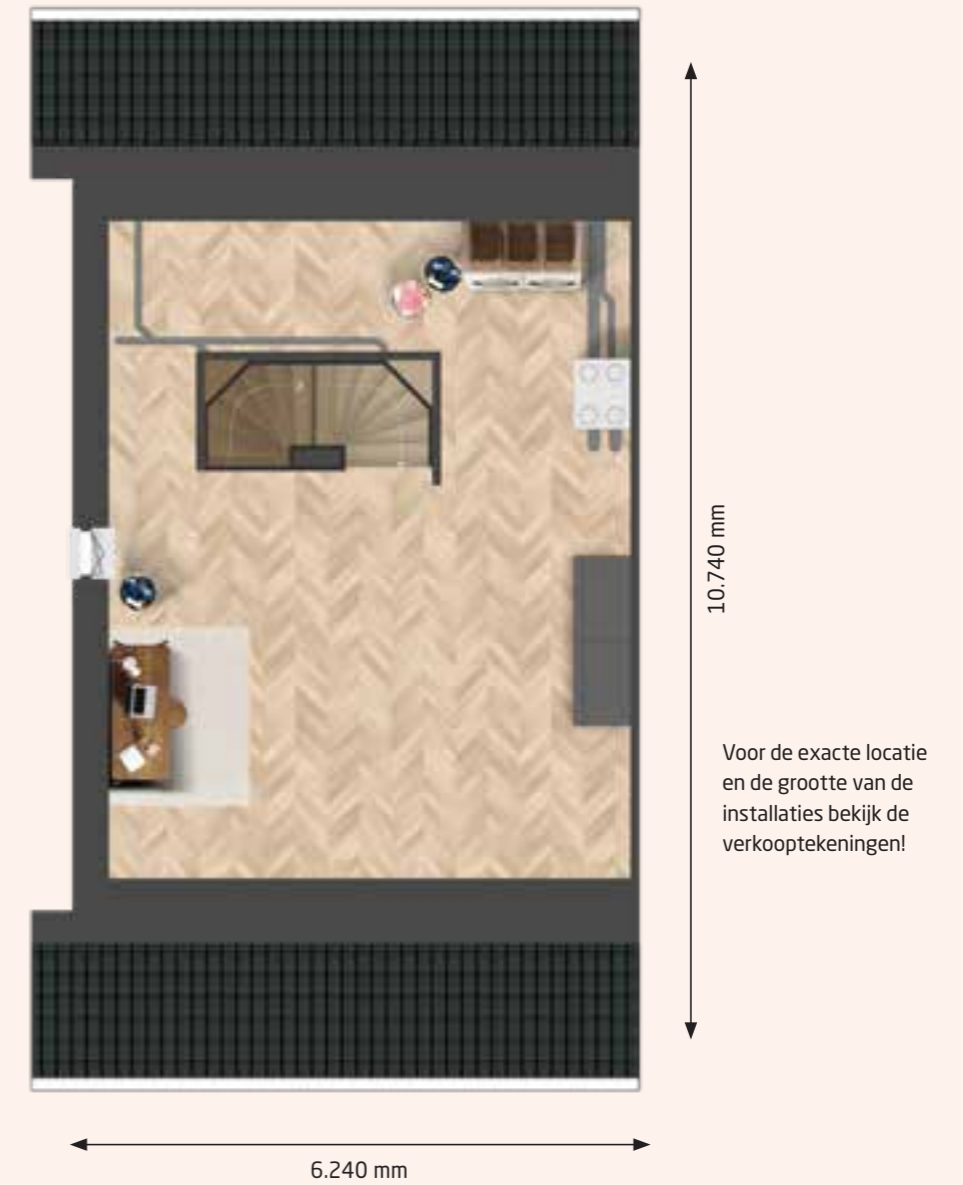 10.740 mm
Voor de exacte locatie
en de grootte van de
installaties bekijk de
verkooptekeningen!
6.240 mm